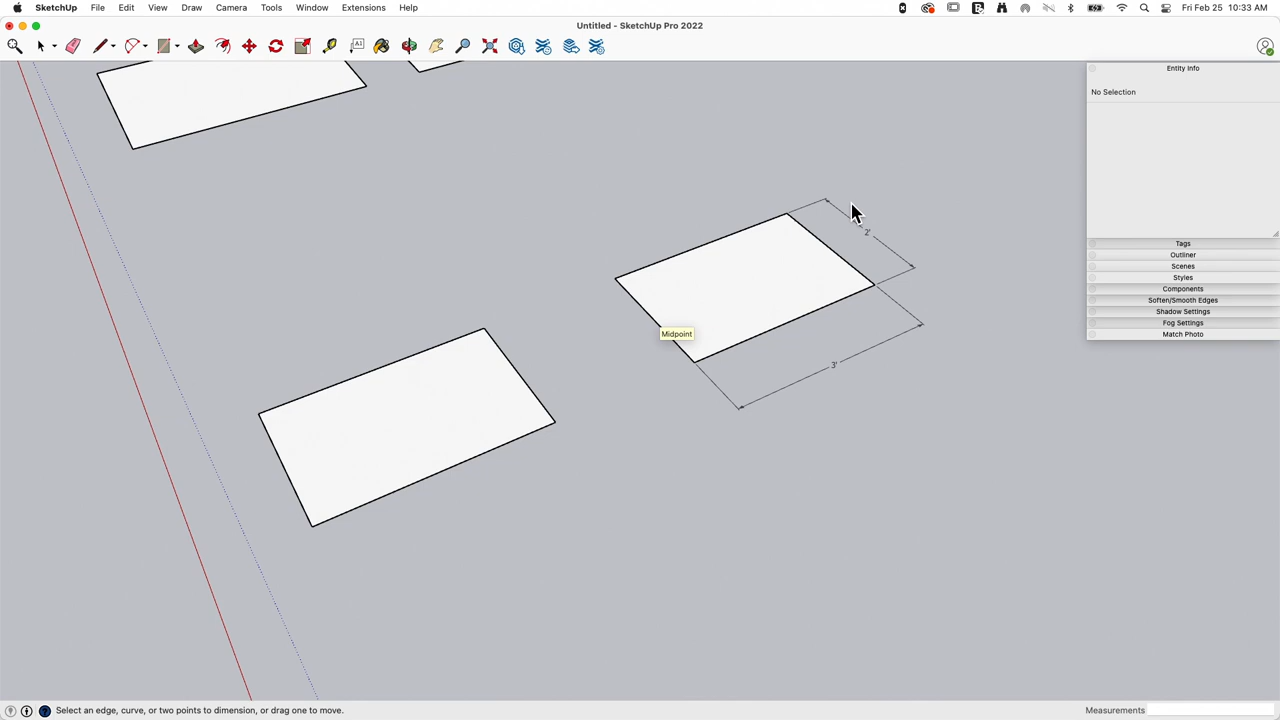 SketchUp File Edit View Draw Camera Tools Window Extensions Help Fri Feb 25 10:33 AM
Untitled - SketchUp Pro 2022
Entity Info
No Selection
2'
Tags
Outliner
Scenes
Styles
Components
Soften/Smooth Edges
Shadow Settings
Fog Settings
Midpoint
Match Photo
3'
Select an edge, curve, or two points to dimension, or drag one to move. Measurements